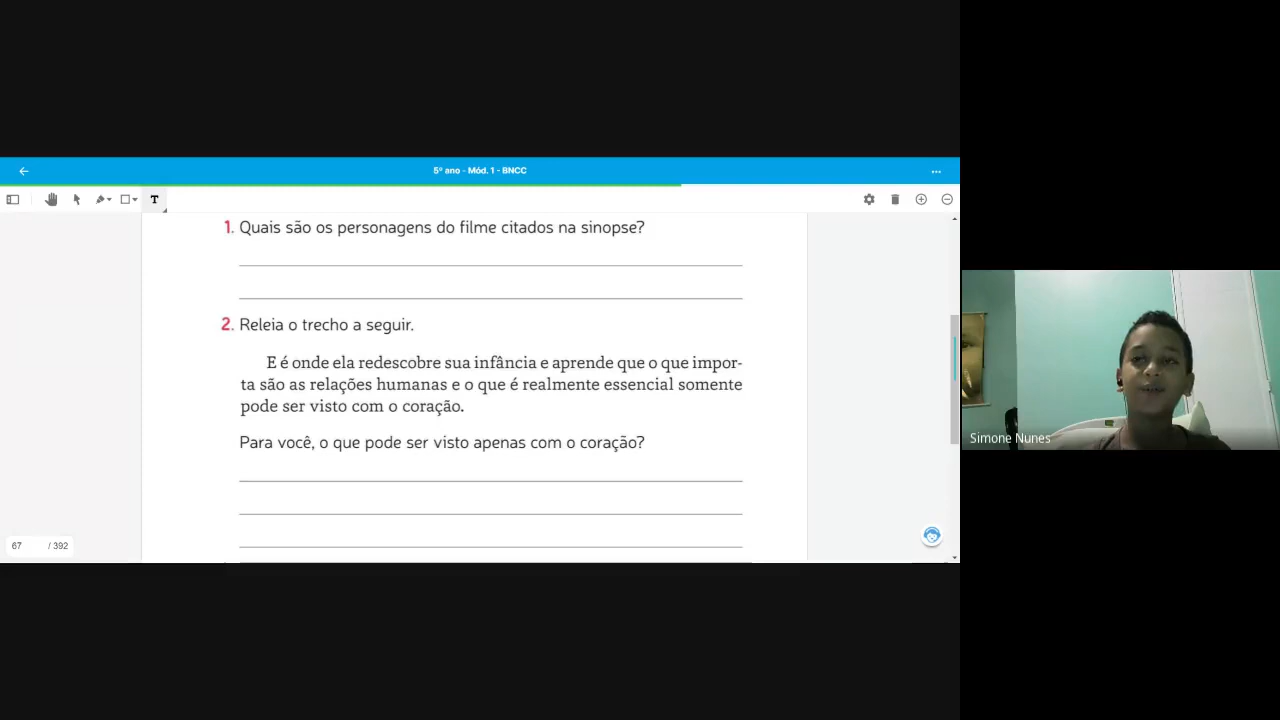 5º ano - Mód. 1 - BNCC
T
1. Quais são os personagens do filme citados na sinopse?
2. Releia o trecho a seguir.
E é onde ela redescobre sua infância e aprende que o que impor-
ta são as relações humanas e o que é realmente essencial somente
pode ser visto com o coração.
Para você, o que pode ser visto apenas com o coração?
Simone Nunes
67 / 392